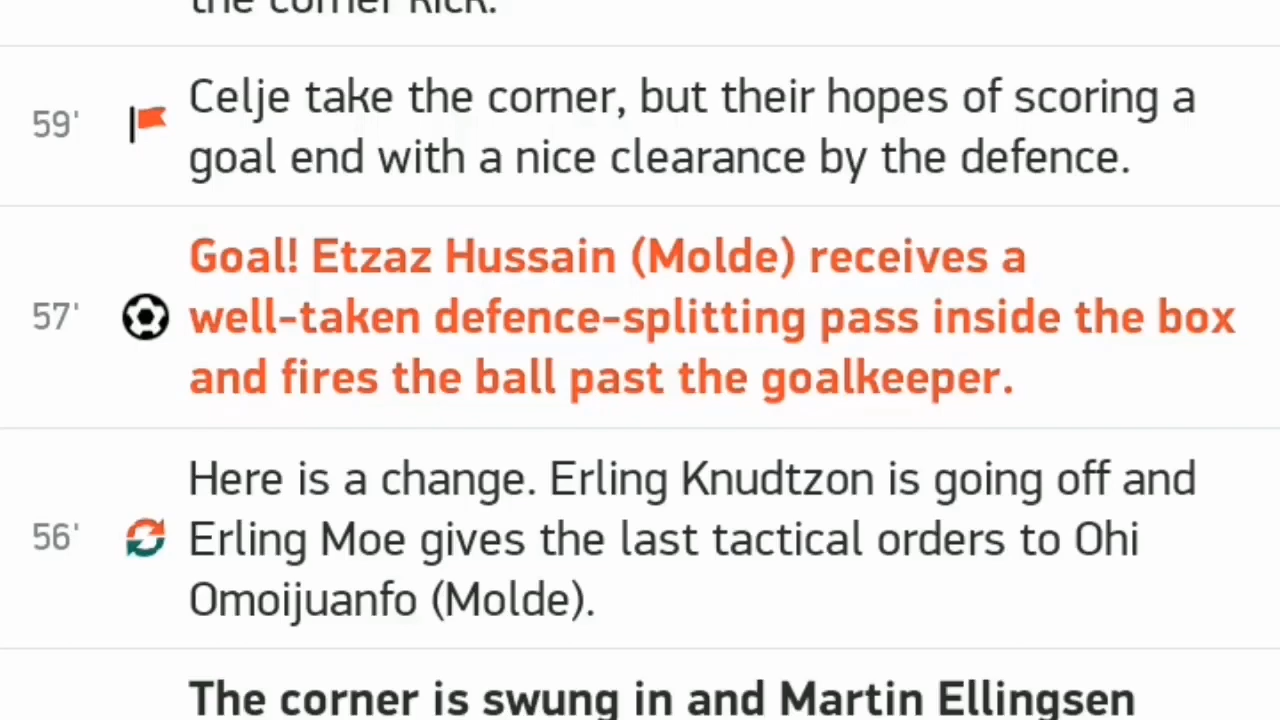 the corner kick.
59'
Celje take the corner, but their hopes of scoring a
goal end with a nice clearance by the defence.
57'
Goal! Etzaz Hussain (Molde) receives a
well-taken defence-splitting pass inside the box
and fires the ball past the goalkeeper.
56'
Here is a change. Erling Knudtzon is going off and
Erling Moe gives the last tactical orders to Ohi
Omoijuanfo (Molde).
The corner is swung in and Martin Ellingsen